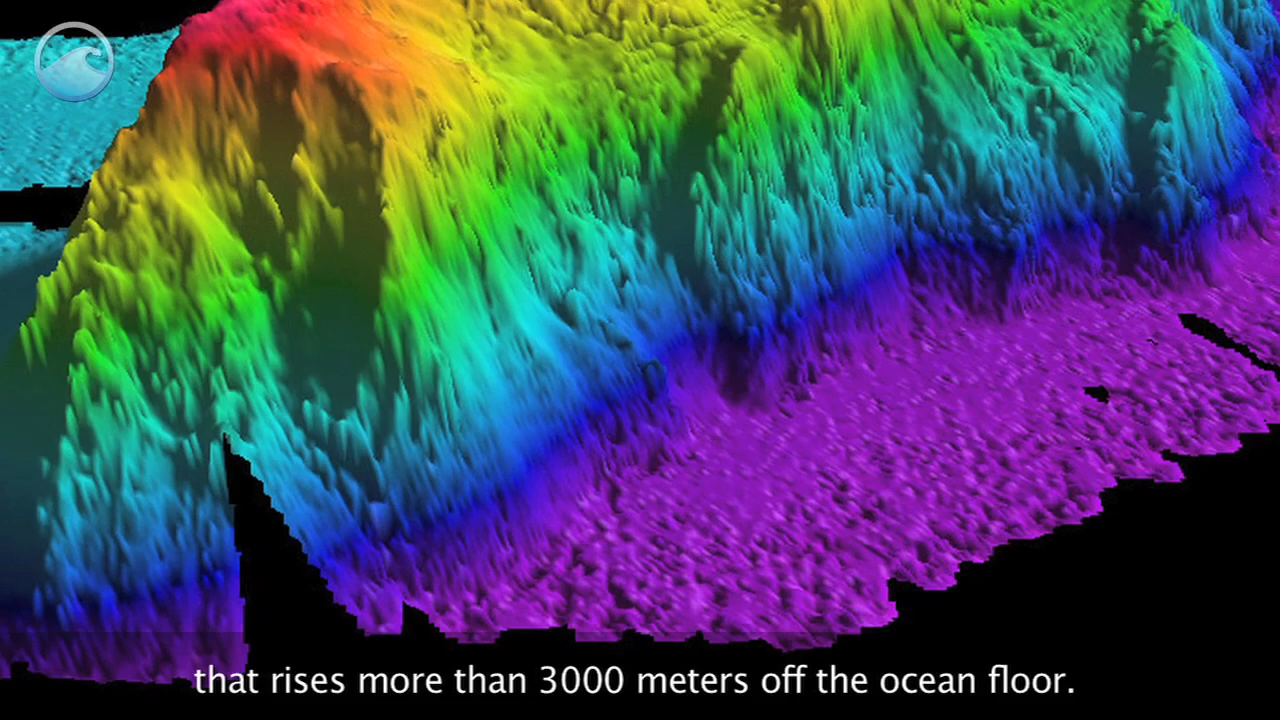 that rises more than 3000 meters off the ocean floor.